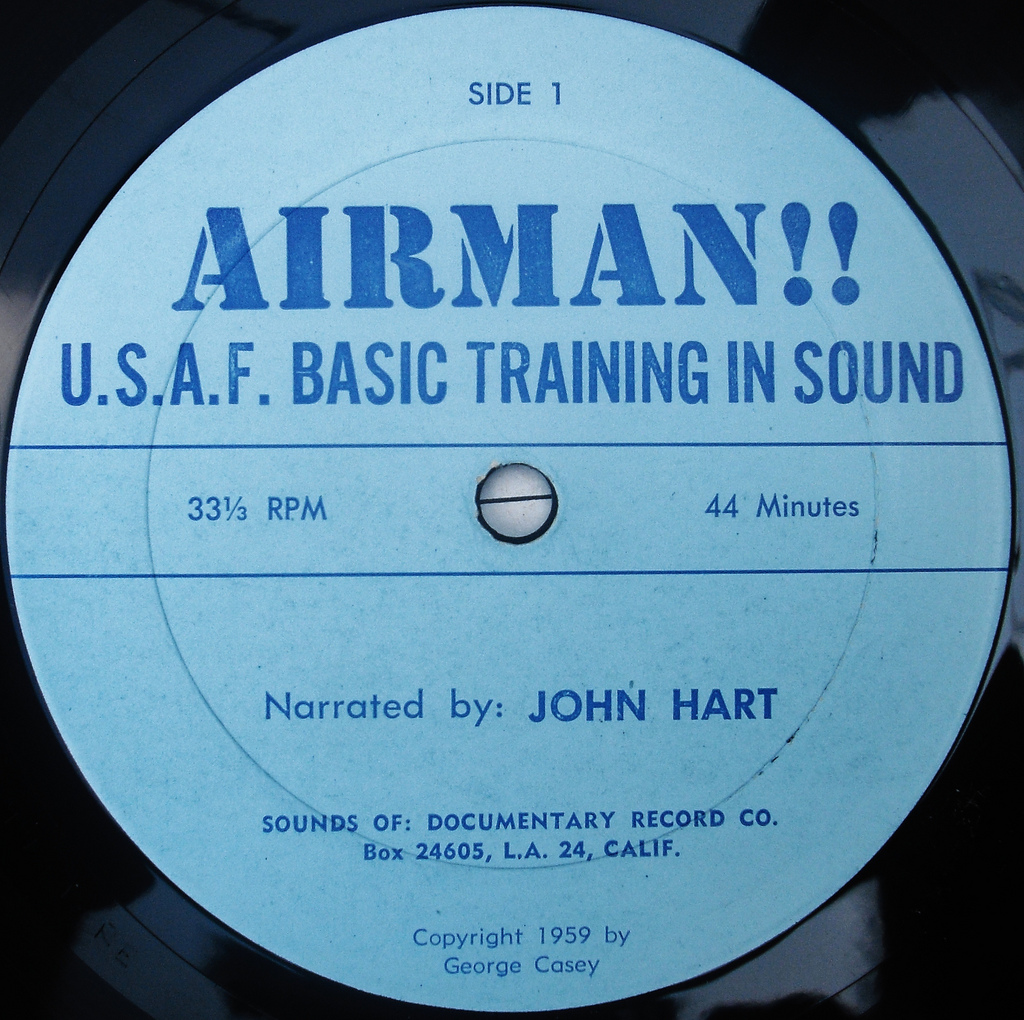 SIDE 1
AIRMAN!!
U.S.A.F. BASIC TRAINING IN SOUND
33⅓ RPM
44 Minutes
Narrated by: JOHN HART
SOUNDS OF: DOCUMENTARY RECORD CO.
Box 24605, L.A. 24, CALIF.
Copyright 1959 by
George Casey